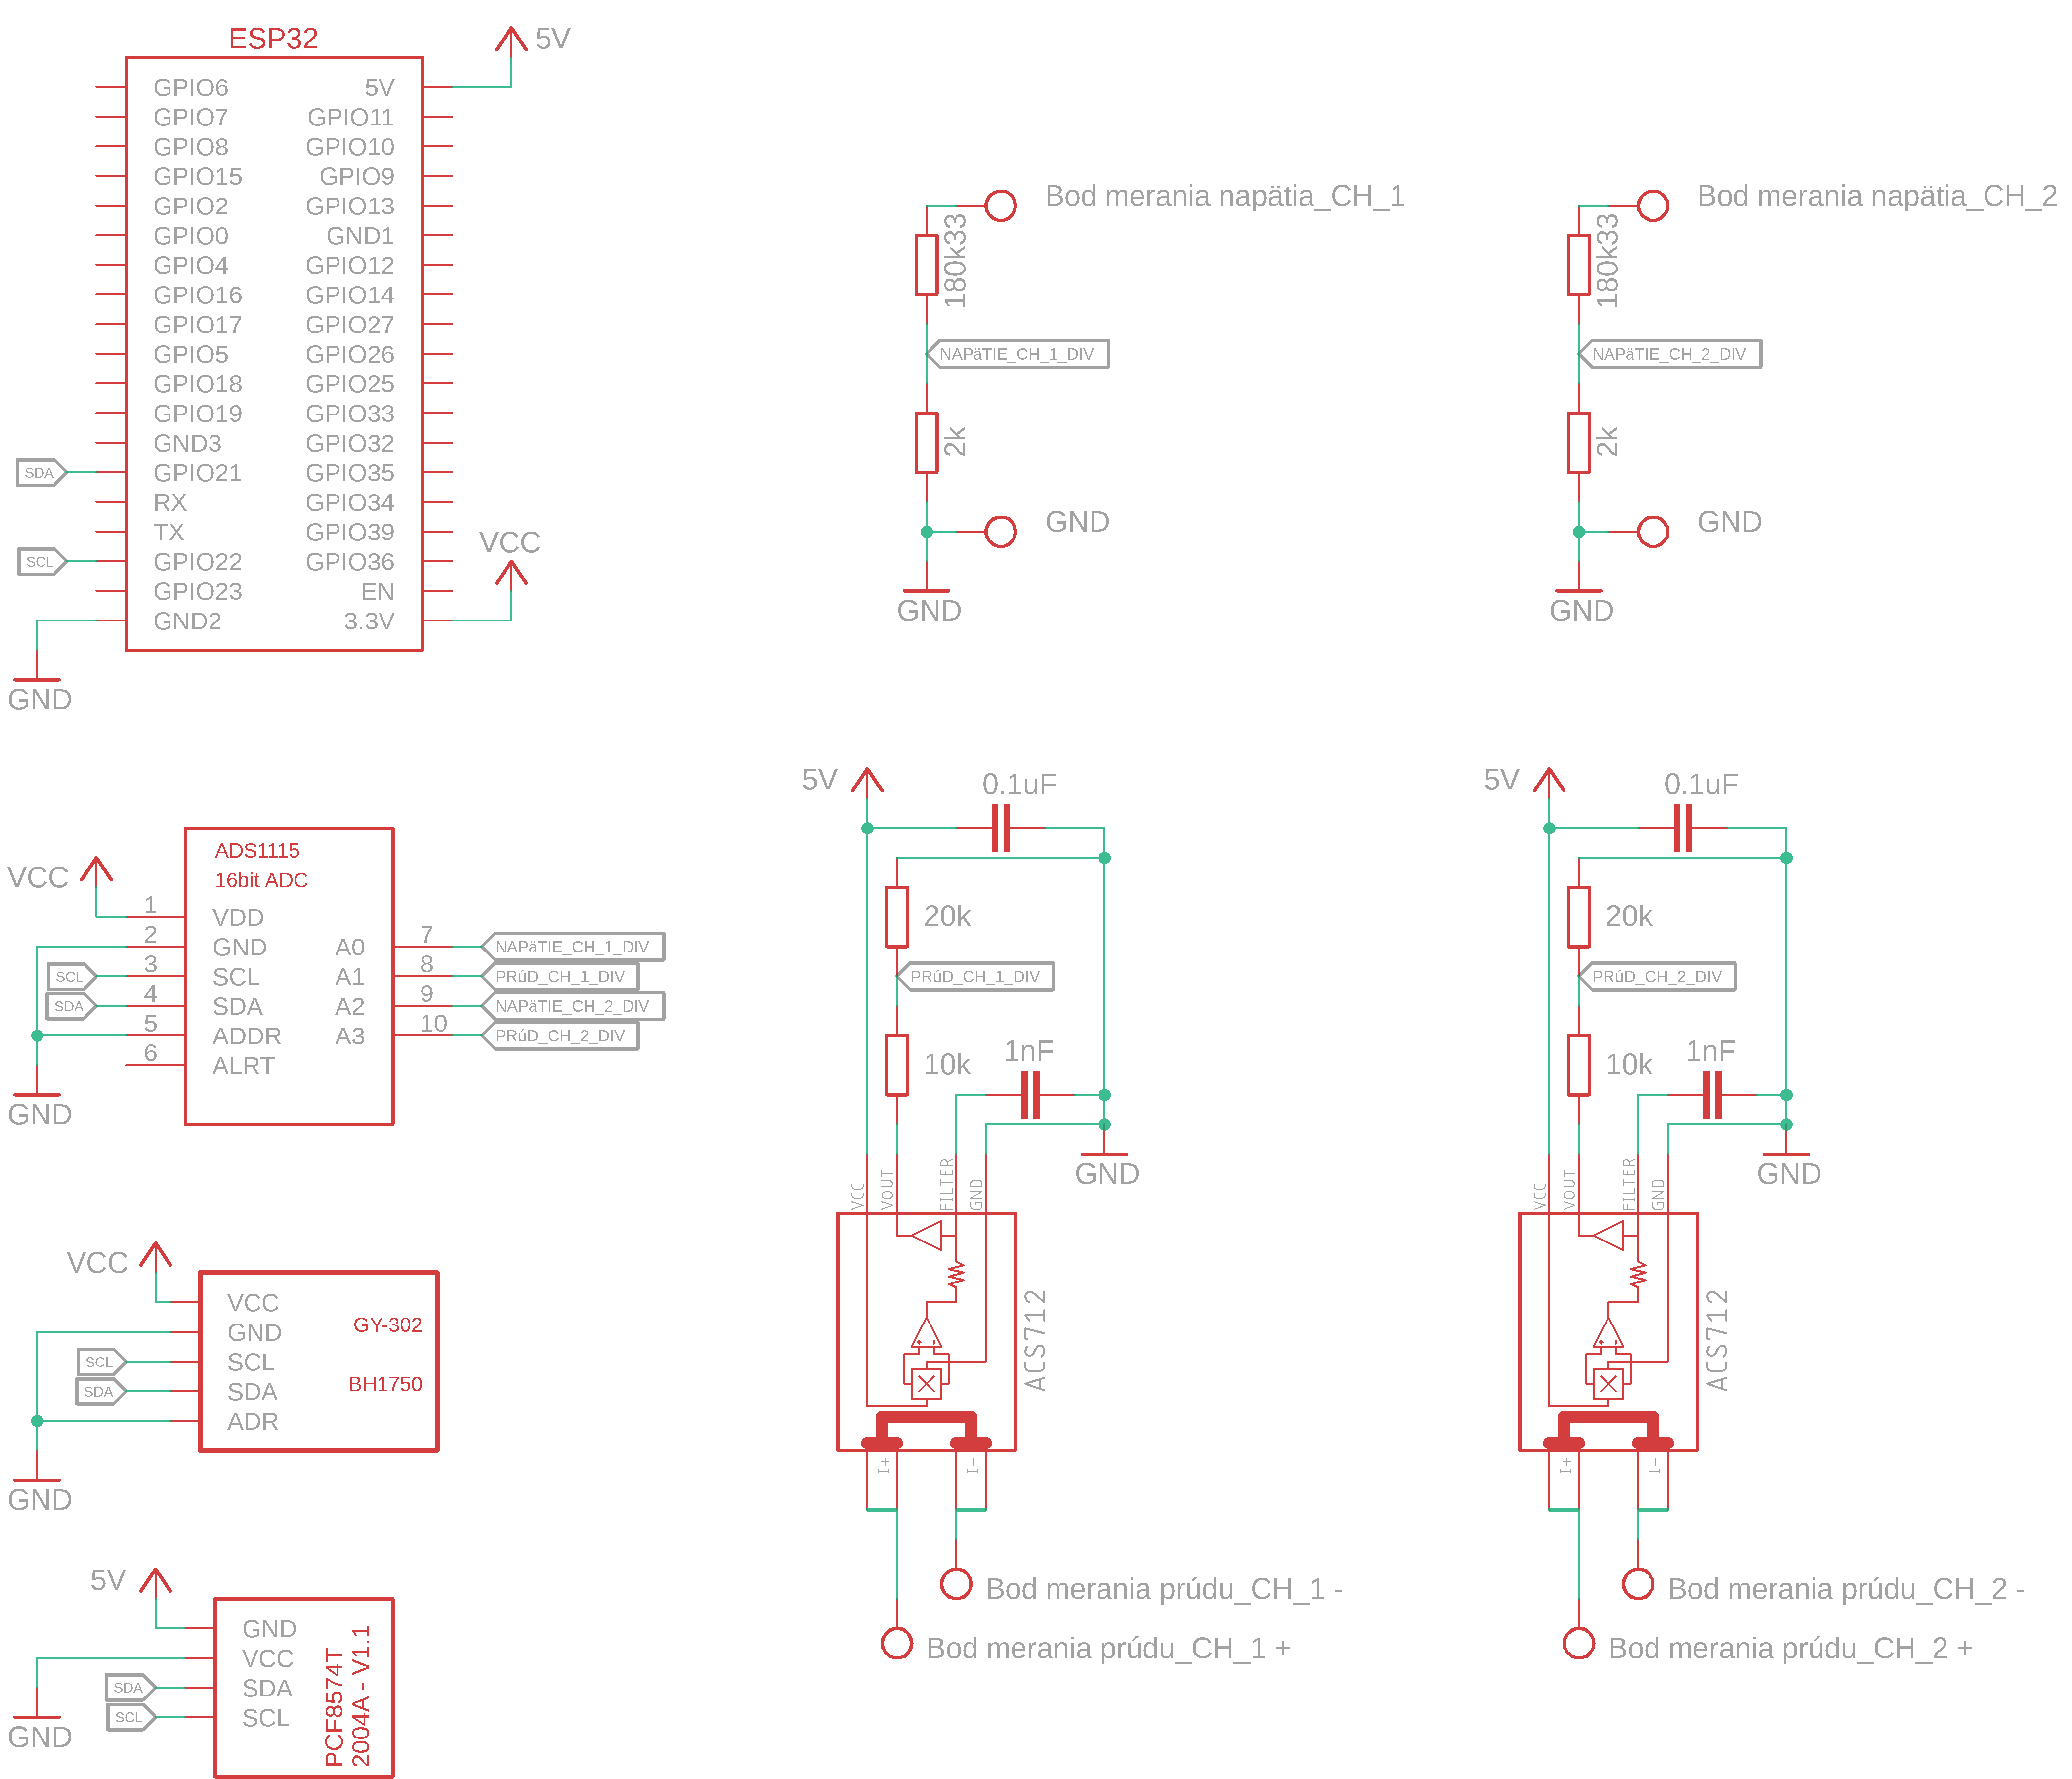 ESP32
5V
GPIO6
GPIO7
GPIO8
GPIO15
GPIO2
GPIO0
GPIO4
GPIO16
GPIO17
GPIO5
GPIO18
GPIO19
GND3
GPIO21
RX
TX
GPIO22
GPIO23
GND2
5V
GPIO11
GPIO10
GPIO9
GPIO13
GND1
GPIO12
GPIO14
GPIO27
GPIO26
GPIO25
GPIO33
GPIO32
GPIO35
GPIO34
GPIO39
GPIO36
EN
3.3V
SDA
SCL
VCC
GND
Bod merania napätia_CH_1
180k33
NAPäTIE_CH_1_DIV
2k
GND
GND
Bod merania napätia_CH_2
180k33
NAPäTIE_CH_2_DIV
2k
GND
GND
ADS1115
16bit ADC
VCC
1
2
3
4
5
6
VDD
GND
SCL
SDA
ADDR
ALRT
A0
A1
A2
A3
7
8
9
10
NAPäTIE_CH_1_DIV
PRúD_CH_1_DIV
NAPäTIE_CH_2_DIV
PRúD_CH_2_DIV
SCL
SDA
GND
5V
0.1uF
20k
PRúD_CH_1_DIV
10k
1nF
GND
VCC
VOUT
FILTER
GND
ACS712
I+
I-
Bod merania prúdu_CH_1 -
Bod merania prúdu_CH_1 +
5V
0.1uF
20k
PRúD_CH_2_DIV
10k
1nF
GND
VCC
VOUT
FILTER
GND
ACS712
I+
I-
Bod merania prúdu_CH_2 -
Bod merania prúdu_CH_2 +
VCC
VCC
GND
SCL
SDA
ADR
GY-302
BH1750
SCL
SDA
GND
5V
GND
VCC
SDA
SCL
PCF8574T
2004A - V1.1
SDA
SCL
GND